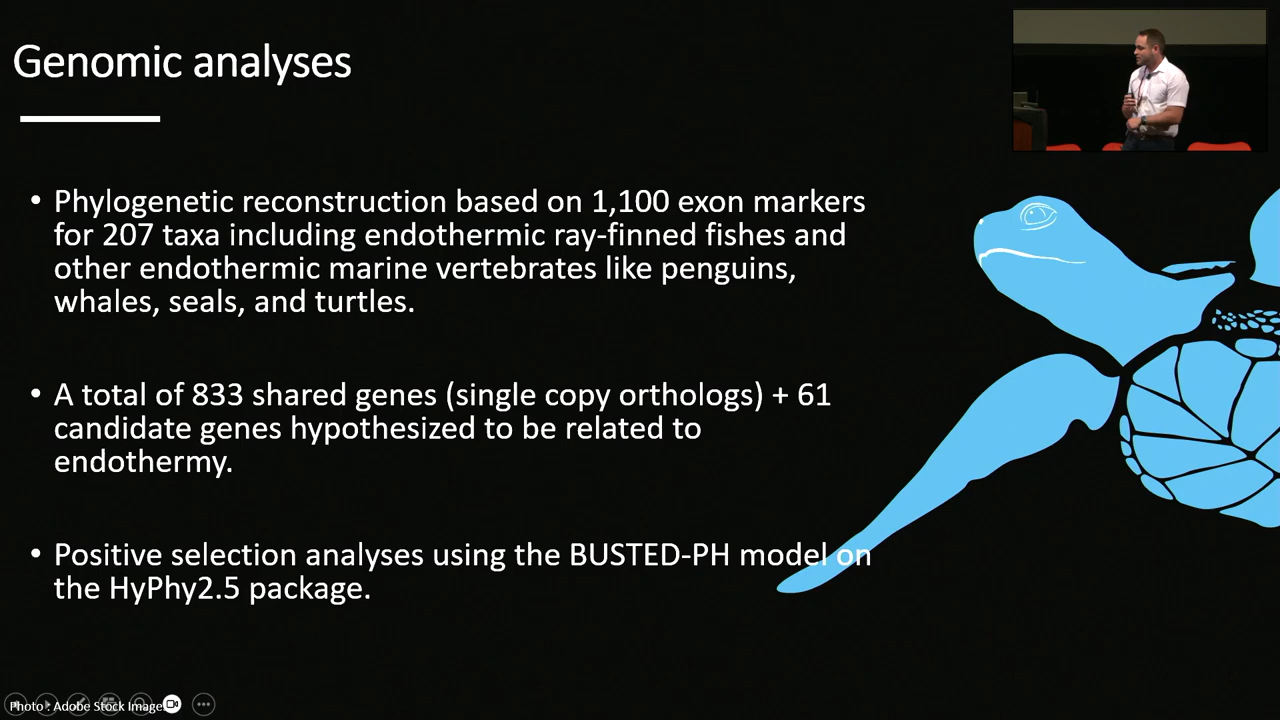 Genomic analyses
• Phylogenetic reconstruction based on 1,100 exon markers
for 207 taxa including endothermic ray-finned fishes and
other endothermic marine vertebrates like penguins,
whales, seals, and turtles.
• A total of 833 shared genes (single copy orthologs) + 61
candidate genes hypothesized to be related to
endothermy.
• Positive selection analyses using the BUSTED-PH model on
the HyPhy2.5 package.
Photo : Adobe Stock Image